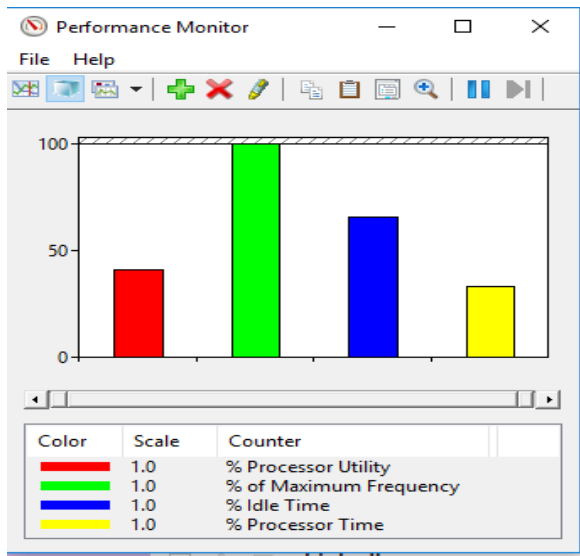 Performance Monitor
File Help
100
50
0
Color Scale Counter
1.0 % Processor Utility
1.0 % of Maximum Frequency
1.0 % Idle Time
1.0 % Processor Time